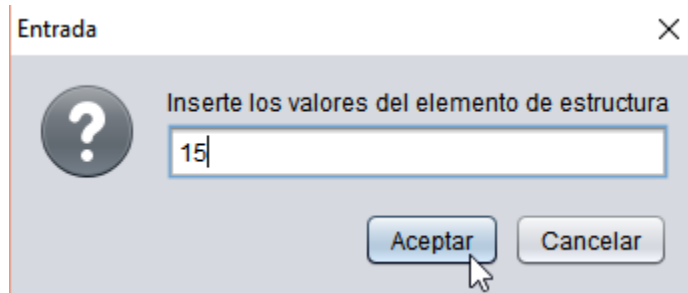 Entrada
Inserte los valores del elemento de estructura
15
Aceptar Cancelar